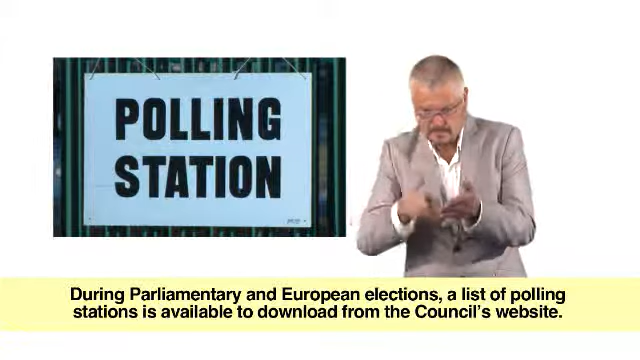 POLLING
STATION
During Parliamentary and European elections, a list of polling
stations is available to download from the Council's website.